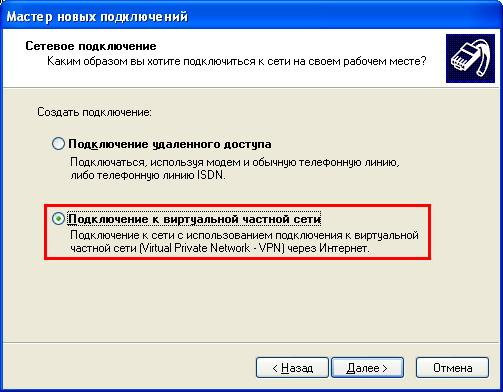 Мастер новых подключений
Сетевое подключение
Каким образом вы хотите подключиться к сети на своем рабочем месте?
Создать подключение:
Подключение удаленного доступа
Подключаться, используя модем и обычную телефонную линию,
либо телефонную линию ISDN.
Подключение к виртуальной частной сети
Подключение к сети с использованием подключения к виртуальной
частной сети (Virtual Private Network - VPN) через Интернет.
< Назад
Далее >
Отмена